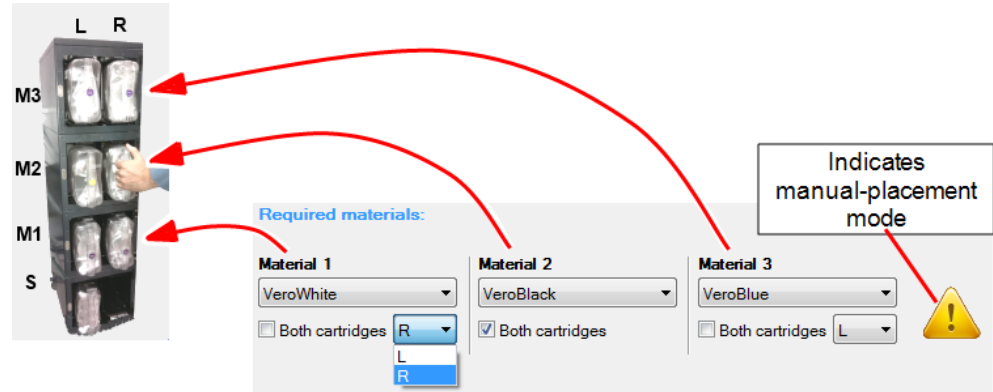 L R
M3
M2
M1
S
Indicates
manual-placement
mode
Required materials:
Material 1 Material 2 Material 3
VeroWhite VeroBlack VeroBlue
Both cartridges R Both cartridges Both cartridges L
L
R